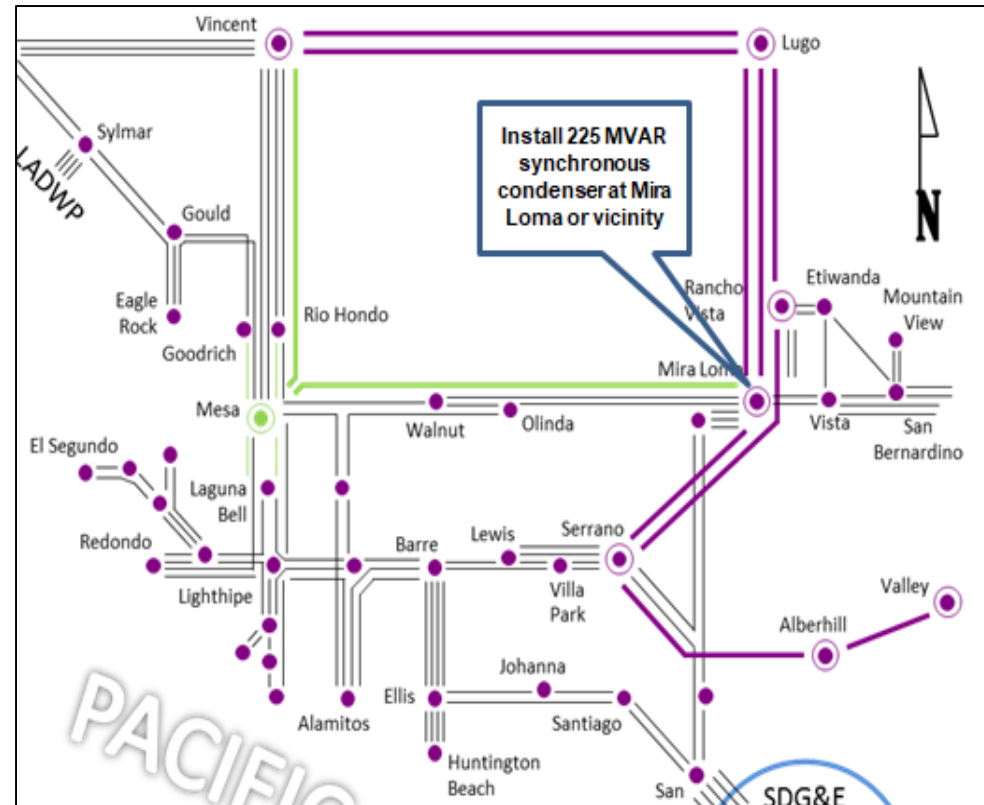 Vincent
Lugo
Install 225 MVAR
synchronous
condenser at Mira
Loma or vicinity
Sylmar
LADWP
N
Gould
Eagle
Rock
Goodrich
Rio Hondo
Rancho
Vista
Etiwanda
Mountain
View
Mira Loma
Mesa
Walnut
Olinda
Vista
San
Bernardino
El Segundo
Laguna
Bell
Redondo
Lighthipe
Barre
Lewis
Serrano
Villa
Park
Valley
Alberhill
Johanna
Ellis
Santiago
Alamitos
Huntington
Beach
PACIFIC
San
SDG&E